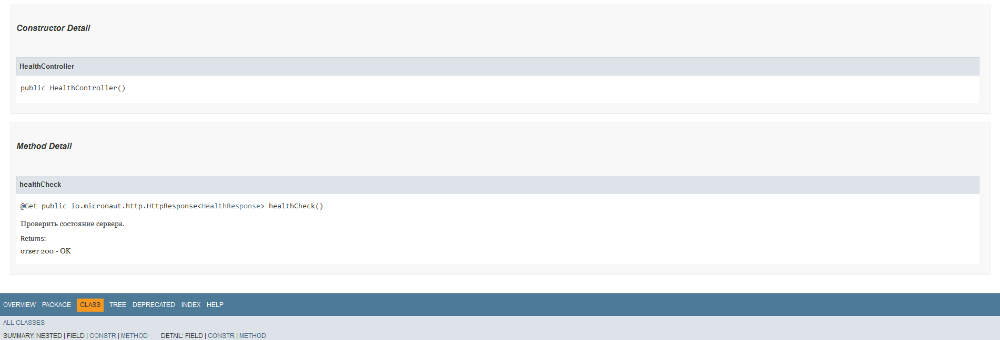 Constructor Detail
HealthController
public HealthController()
Method Detail
healthCheck
@Get public io.micronaut.http.HttpResponse<HealthResponse> healthCheck()
Проверить состояние сервера.
Returns:
ответ 200 - OK
OVERVIEW PACKAGE CLASS TREE DEPRECATED INDEX HELP
ALL CLASSES
SUMMARY: NESTED | FIELD | CONSTR | METHOD DETAIL: FIELD | CONSTR | METHOD